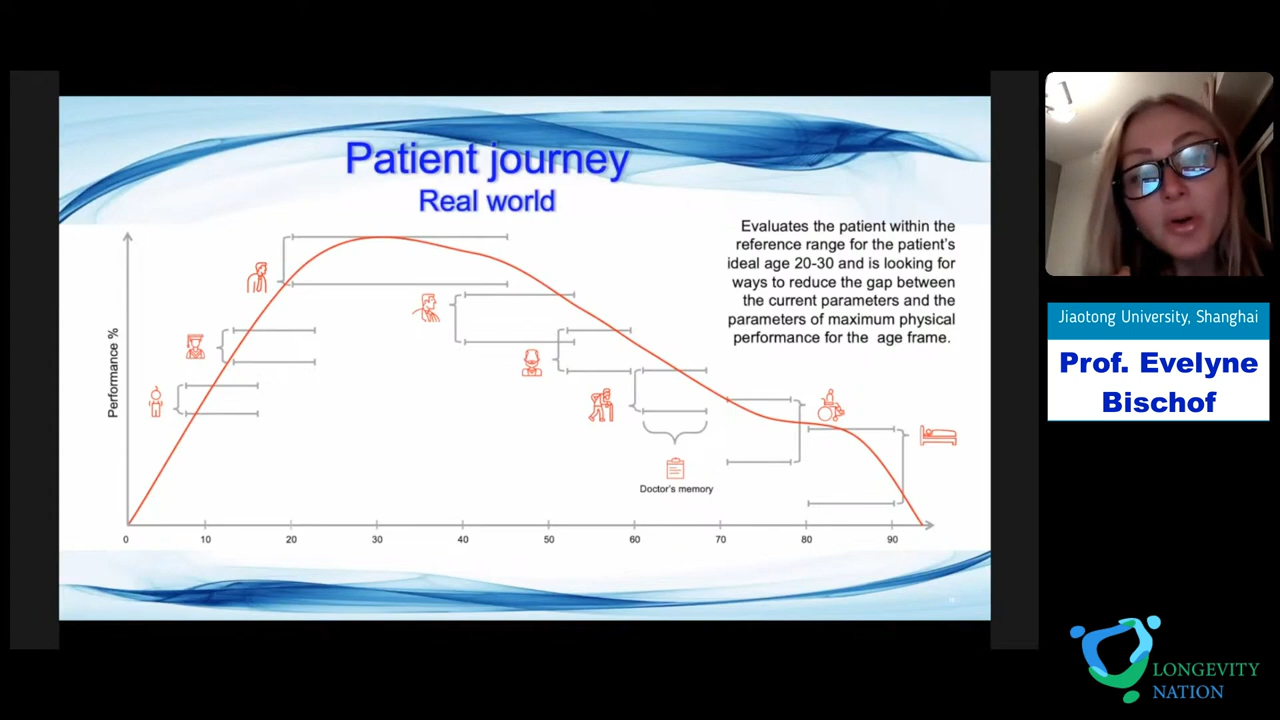 Patient journey
Real world
Evaluates the patient within the
reference range for the patient's
ideal age 20-30 and is looking for
ways to reduce the gap between
the current parameters and the
parameters of maximum physical
performance for the age frame.
Performance %
Doctor's memory
0 10 20 30 40 50 60 70 80 90
Jiaotong University, Shanghai
Prof. Evelyne
Bischof
LONGEVITY
NATION